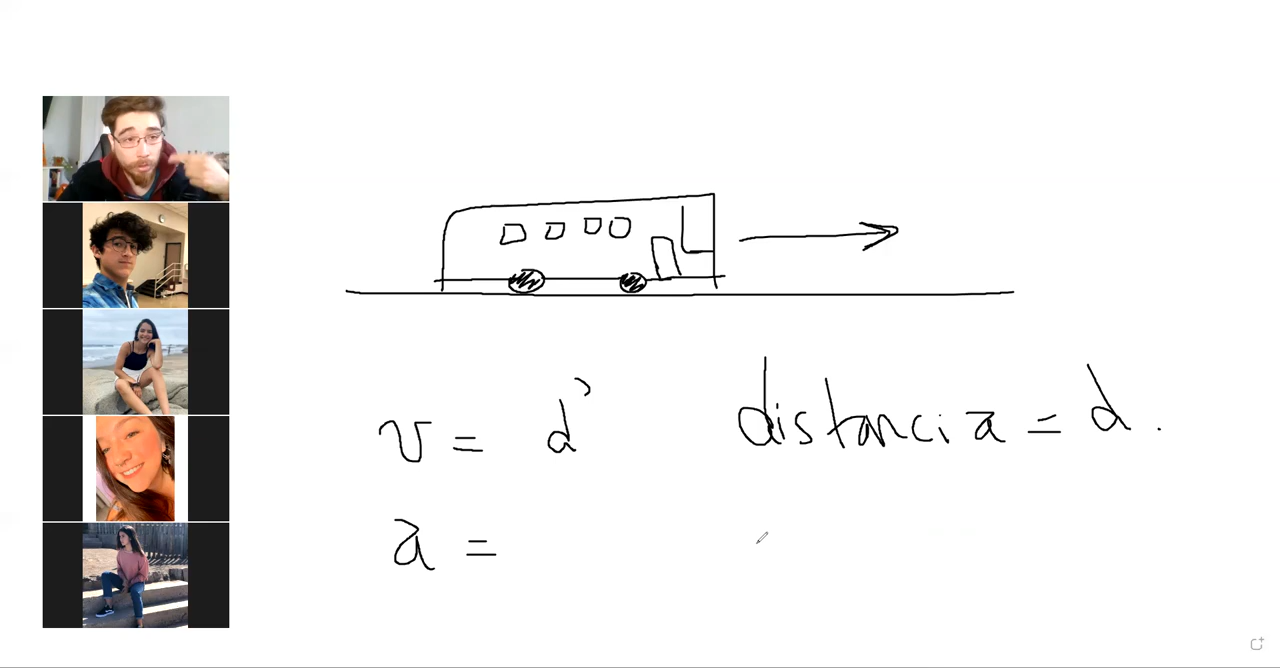 v = d' distancia = d.
a =